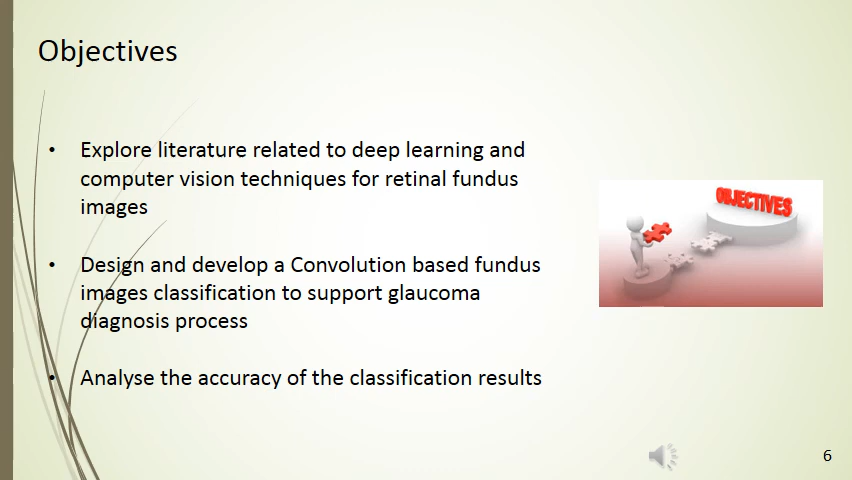 Objectives
• Explore literature related to deep learning and
computer vision techniques for retinal fundus
images
• Design and develop a Convolution based fundus
images classification to support glaucoma
diagnosis process
• Analyse the accuracy of the classification results
OBJECTIVES
6